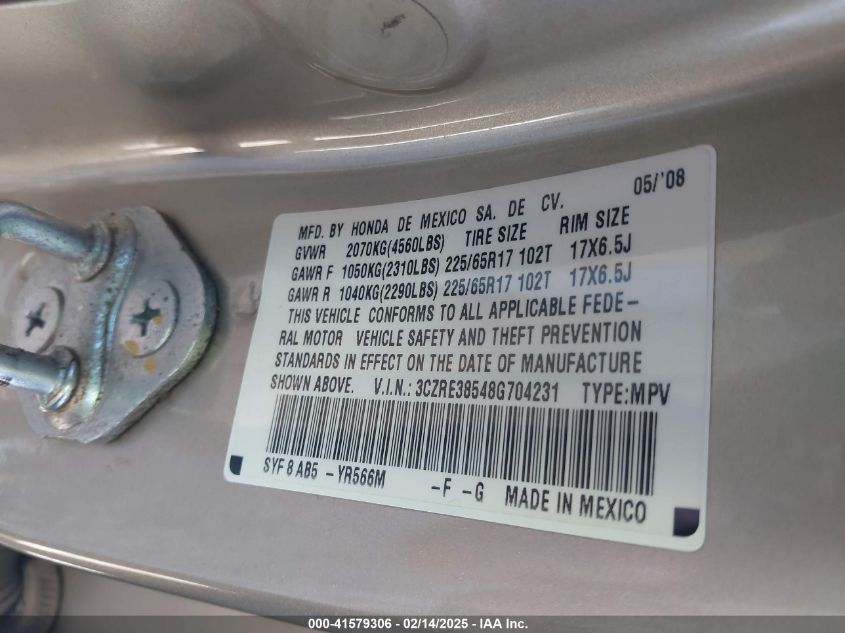 05/'08
MFD. BY HONDA DE MEXICO SA. DE CV.
GVWR 2070KG(4560LBS) TIRE SIZE RIM SIZE
GAWR F 1050KG(2310LBS) 225/65R17 102T 17X6.5J
GAWR R 1040KG(2290LBS) 225/65R17 102T 17X6.5J
THIS VEHICLE CONFORMS TO ALL APPLICABLE FEDE-
RAL MOTOR VEHICLE SAFETY AND THEFT PREVENTION
STANDARDS IN EFFECT ON THE DATE OF MANUFACTURE
SHOWN ABOVE. V.I.N.: 3CZRE38548G704231 TYPE:MPV
SYF 8 AB5 -YR566M -F -G MADE IN MEXICO
000-41579306 - 02/14/2025 - IAA Inc.